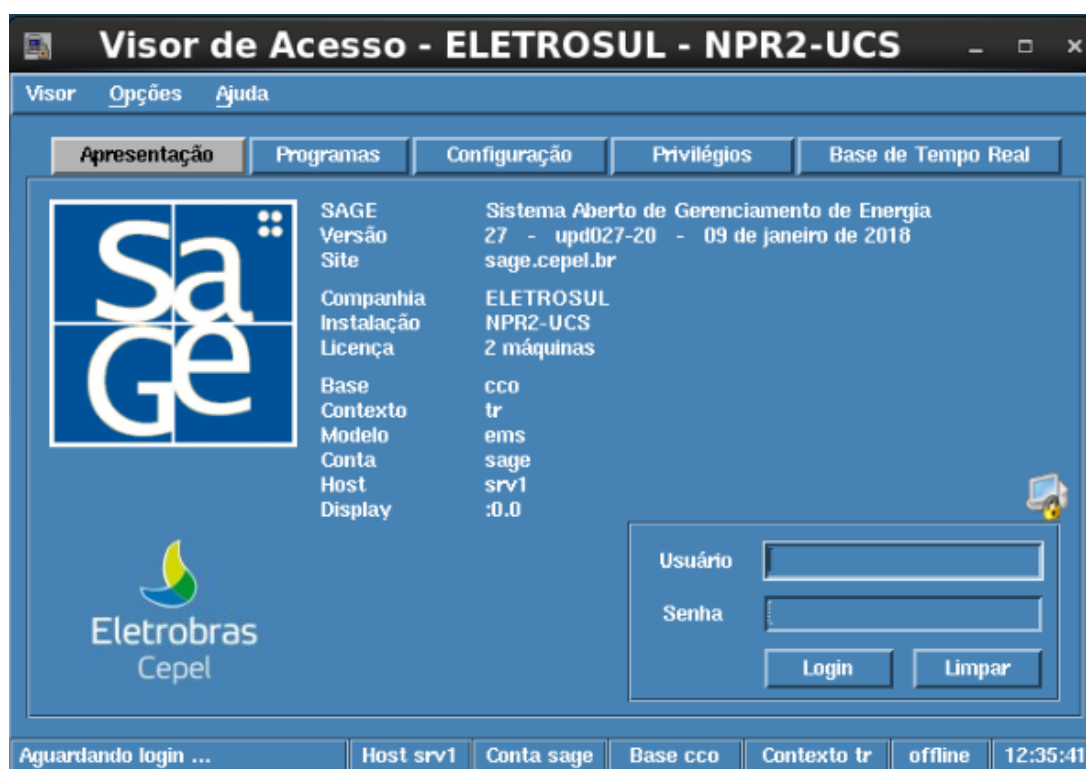 Visor de Acesso - ELETROSUL - NPR2-UCS
Visor Opções Ajuda
Apresentação Programas Configuração Privilégios Base de Tempo Real
SaGe
SAGE Sistema Aberto de Gerenciamento de Energia
Versão 27 - upd027-20 - 09 de janeiro de 2018
Site sage.cepel.br
Companhia ELETROSUL
Instalação NPR2-UCS
Licença 2 máquinas
Base cco
Contexto tr
Modelo ems
Conta sage
Host srv1
Display :0.0
Eletrobras
Cepel
Usuário
Senha
Login Limpar
Aguardando login ... Host srv1 Conta sage Base cco Contexto tr offline 12:35:41